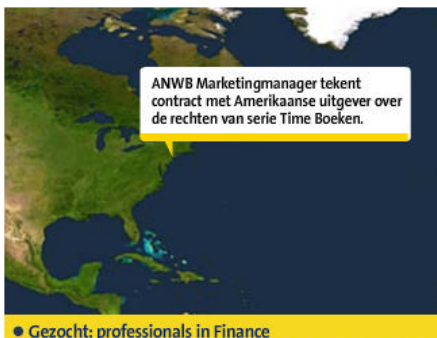 ANWB Marketingmanager tekent
contract met Amerikaanse uitgever over
de rechten van serie Time Boeken.
● Gezocht: professionals in Finance